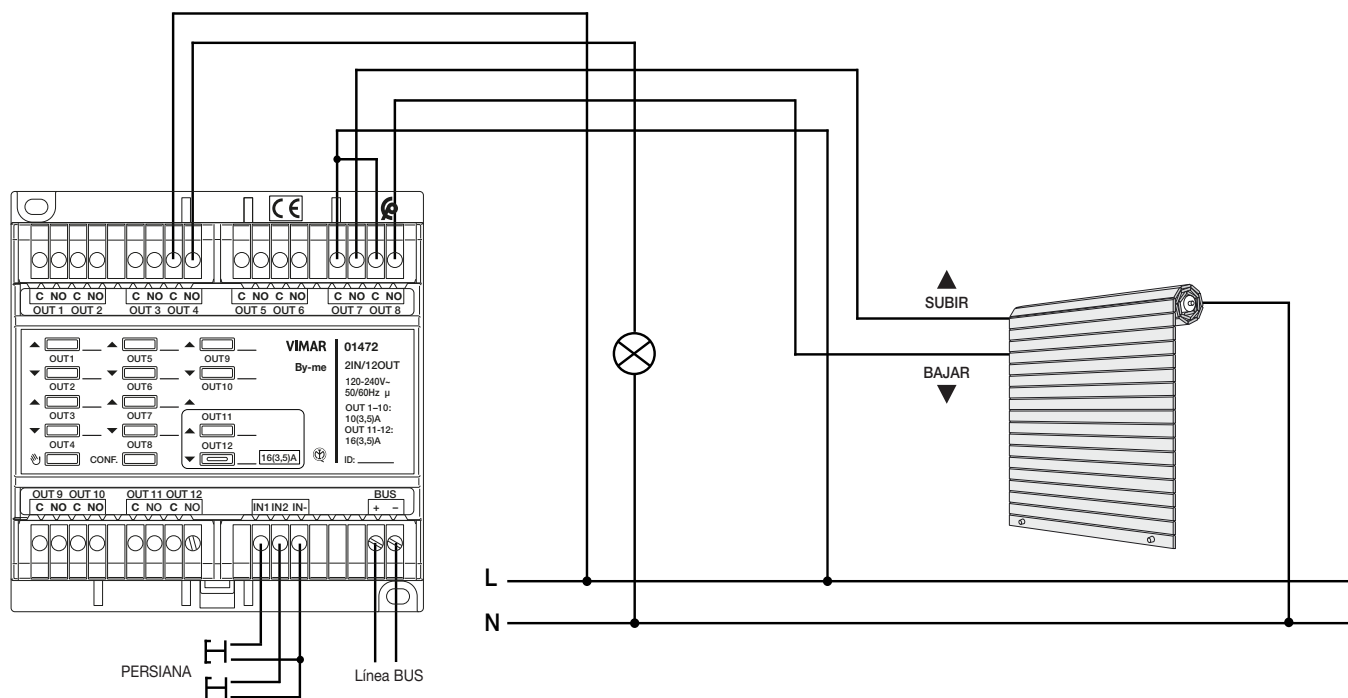 CE
C NO C NO
C NO C NO
C NO C NO
C NO C NO
OUT 1 OUT 2
OUT 3 OUT 4
OUT 5 OUT 6
OUT 7 OUT 8
▲ OUT1
▼ OUT2
▲ OUT3
▼ OUT4
▲ OUT5
▼ OUT6
▲ OUT7
▼ OUT8
CONF.
▲ OUT9
▼ OUT10
▲ OUT11
▼ OUT12
16(3,5)A
VIMAR
By-me
01472
2IN/12OUT
120-240V~
50/60Hz µ
OUT 1–10:
10(3,5)A
OUT 11-12:
16(3,5)A
ID: ______
OUT 9 OUT 10
C NO C NO
OUT 11 OUT 12
C NO C NO
IN1 IN2 IN-
BUS
+ –
PERSIANA
Línea BUS
▲
SUBIR
BAJAR
▼
L
N